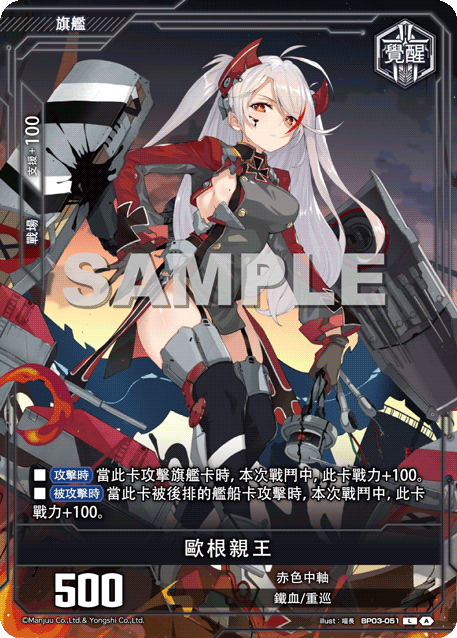 旗艦
覺醒
支援+100
戰場
SAMPLE
■ 攻擊時 當此卡攻擊旗艦卡時, 本次戰鬥中, 此卡戰力+100。
■ 被攻擊時 當此卡被後排的艦船卡攻擊時, 本次戰鬥中, 此卡
戰力+100。
歐根親王
500
赤色中軸
鐵血/重巡
©Manjuu Co.,Ltd.& Yongshi Co.,Ltd.
illust : 喵長 BP03-051 L A